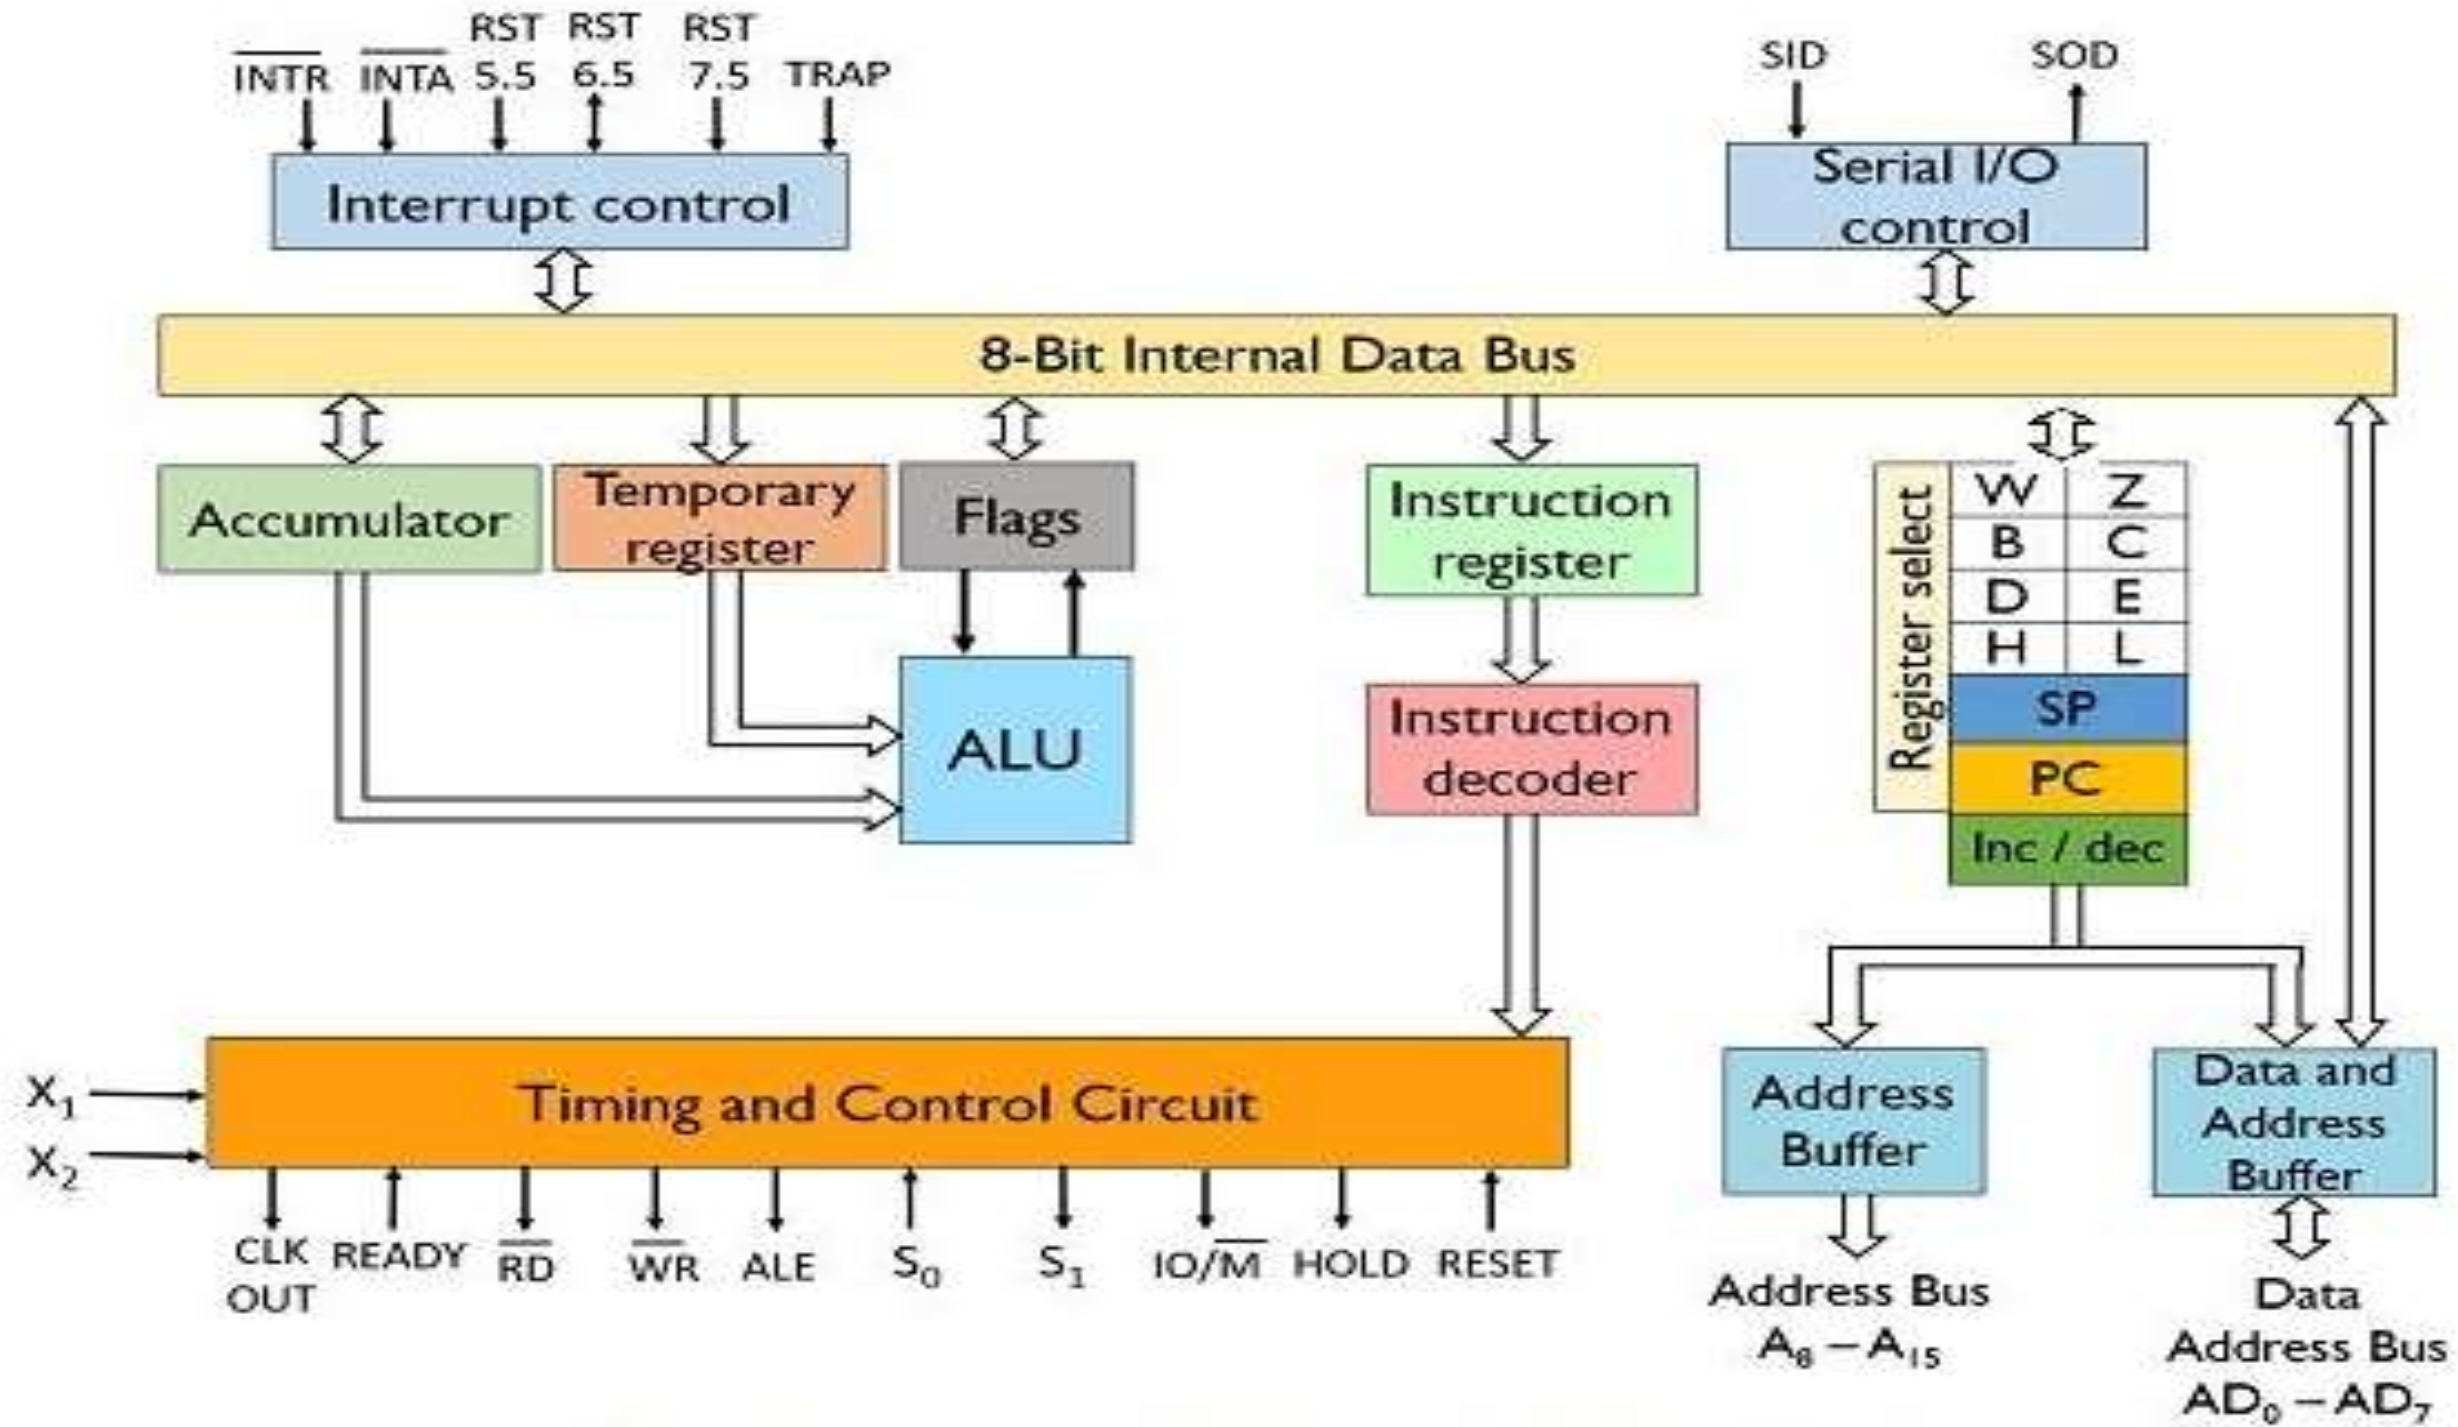 RST RST RST
INTR INTA 5.5 6.5 7.5 TRAP
SID SOD
Interrupt control
Serial I/O
control
8-Bit Internal Data Bus
Accumulator
Temporary
register
Flags
ALU
Instruction
register
Instruction
decoder
Register select
W Z
B C
D E
H L
SP
PC
Inc / dec
X₁
X₂
Timing and Control Circuit
CLK
OUT
READY
RD
WR
ALE
S₀
S₁
IO/M
HOLD
RESET
Address
Buffer
Data and
Address
Buffer
Address Bus
A₈ – A₁₅
Data
Address Bus
AD₀ – AD₇